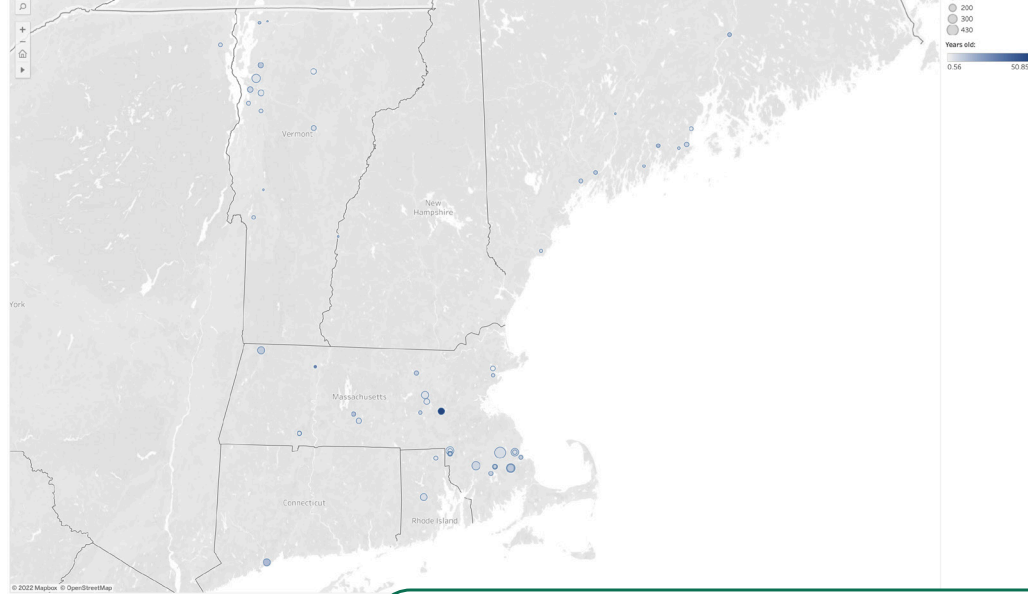 200
300
430
Years old:
0.56 50.85
Vermont
New
Hampshire
York
Massachusetts
Connecticut
Rhode Island
© 2022 Mapbox © OpenStreetMap